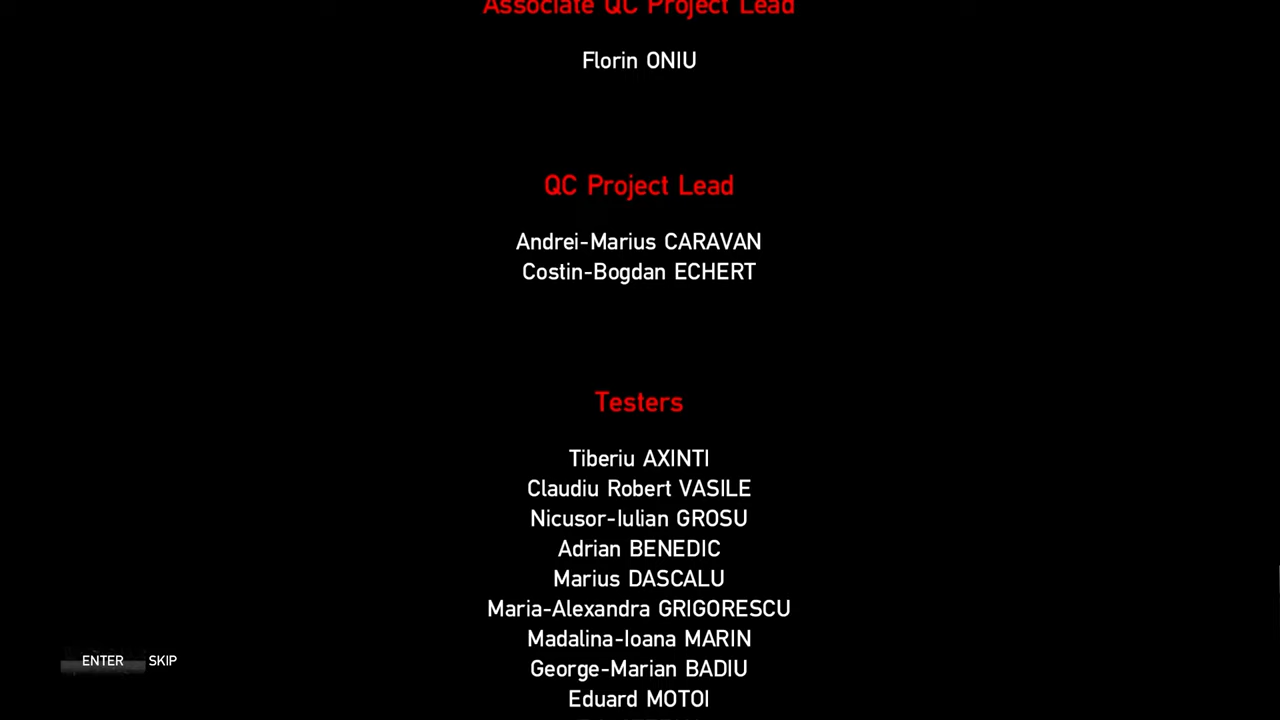 Associate QC Project Lead
Florin ONIU
QC Project Lead
Andrei-Marius CARAVAN
Costin-Bogdan ECHERT
Testers
Tiberiu AXINTI
Claudiu Robert VASILE
Nicusor-Iulian GROSU
Adrian BENEDIC
Marius DASCALU
Maria-Alexandra GRIGORESCU
Madalina-Ioana MARIN
George-Marian BADIU
Eduard MOTOI
ENTER SKIP